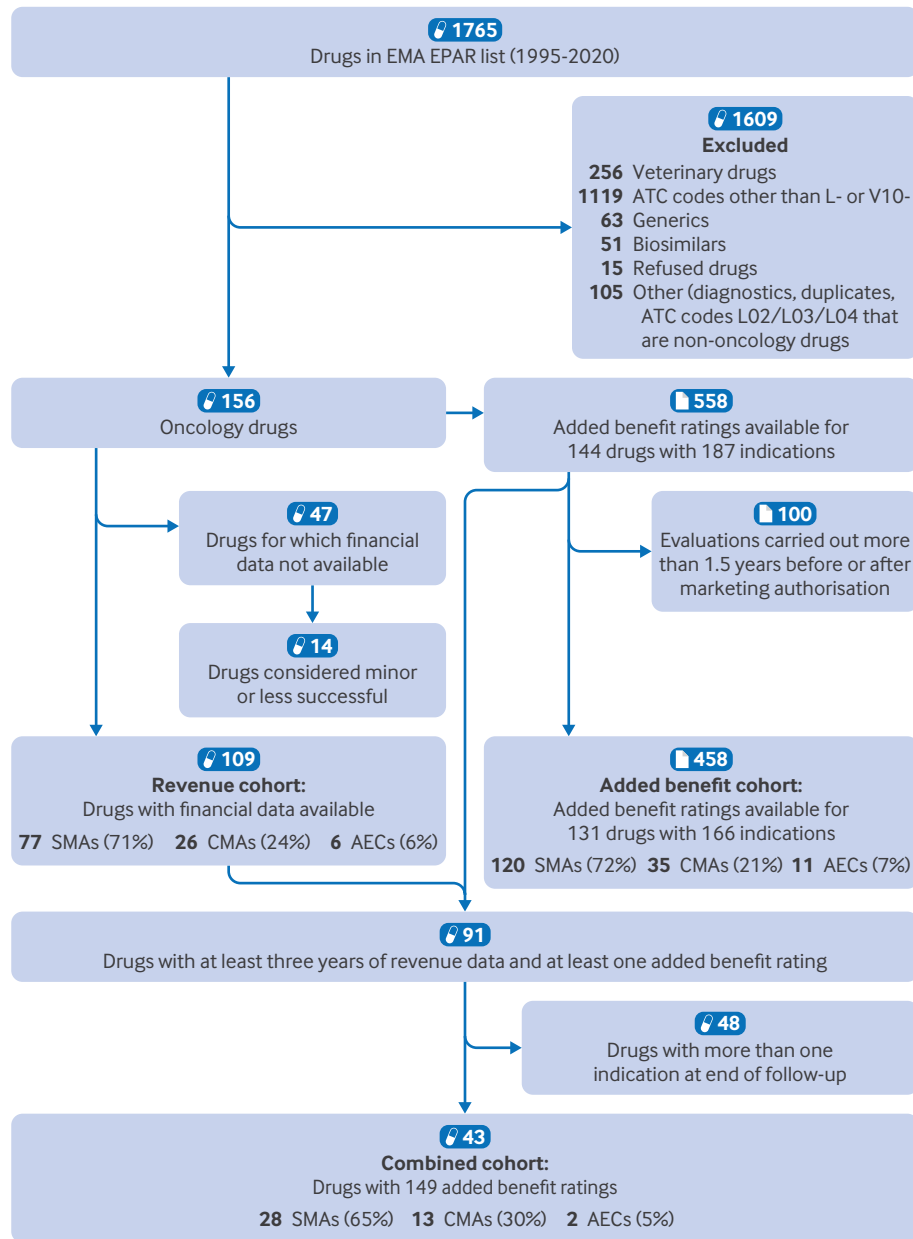 1765
Drugs in EMA EPAR list (1995-2020)
1609
Excluded
256 Veterinary drugs
1119 ATC codes other than L- or V10-
63 Generics
51 Biosimilars
15 Refused drugs
105 Other (diagnostics, duplicates,
ATC codes L02/L03/L04 that
are non-oncology drugs
156
Oncology drugs
558
Added benefit ratings available for
144 drugs with 187 indications
47
Drugs for which financial
data not available
100
Evaluations carried out more
than 1.5 years before or after
marketing authorisation
14
Drugs considered minor
or less successful
109
Revenue cohort:
Drugs with financial data available
77 SMAs (71%) 26 CMAs (24%) 6 AECs (6%)
458
Added benefit cohort:
Added benefit ratings available for
131 drugs with 166 indications
120 SMAs (72%) 35 CMAs (21%) 11 AECs (7%)
91
Drugs with at least three years of revenue data and at least one added benefit rating
48
Drugs with more than one
indication at end of follow-up
43
Combined cohort:
Drugs with 149 added benefit ratings
28 SMAs (65%) 13 CMAs (30%) 2 AECs (5%)